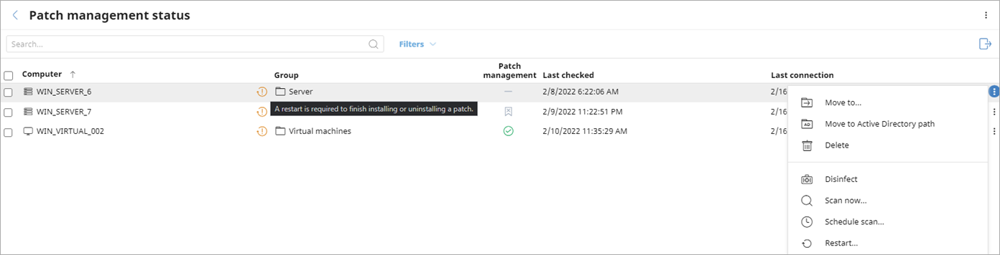 Patch management status
Search...
Filters
Computer ↑ Group Patch management Last checked Last connection
WIN_SERVER_6 Server — 2/8/2022 6:22:06 AM 2/16
A restart is required to finish installing or uninstalling a patch.
WIN_SERVER_7 2/9/2022 11:22:51 PM 2/16
WIN_VIRTUAL_002 Virtual machines 2/10/2022 11:35:29 AM 2/16
Move to...
AD Move to Active Directory path
Delete
Disinfect
Scan now...
Schedule scan...
Restart...